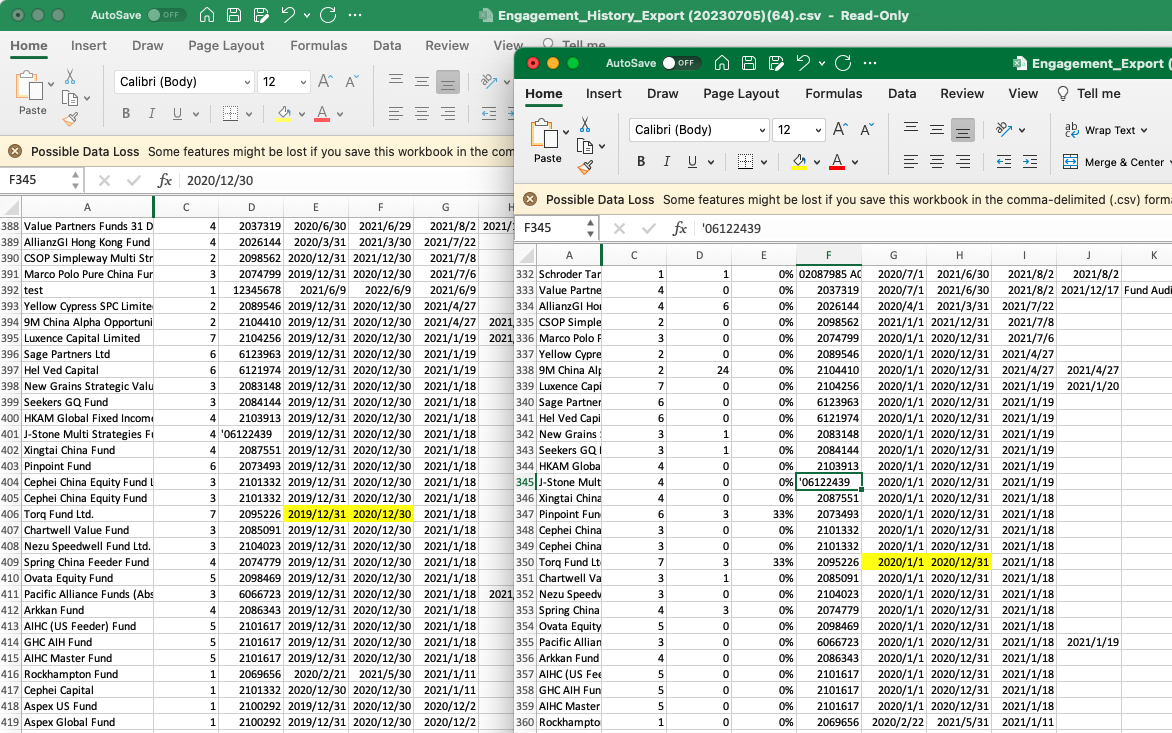 AutoSave OFF Engagement_History_Export (20230705)(64).csv - Read-Only
Home Insert Draw Page Layout Formulas Data Review View Tell me
Paste Calibri (Body) 12 A^ A
B I U A
Possible Data Loss Some features might be lost if you save this workbook in the com
F345 fx 2020/12/30
A C D E F G H
388 Value Partners Funds 31 D 4 2037319 2020/6/30 2021/6/29 2021/8/2 2021/
389 AllianzGI Hong Kong Fund 4 2026144 2020/3/31 2021/3/30 2021/7/22
390 CSOP Simpleway Multi Str 2 2098562 2020/12/31 2021/12/30 2021/7/8
391 Marco Polo Pure China Fur 3 2074799 2019/12/31 2020/12/30 2021/7/6
392 test 1 12345678 2021/6/9 2022/6/9 2021/6/9
393 Yellow Cypress SPC Limite 2 2089546 2019/12/31 2020/12/30 2021/4/27
394 9M China Alpha Opportuni 2 2104410 2019/12/31 2020/12/30 2021/4/27 2021,
395 Luxence Capital Limited 7 2104256 2019/12/31 2020/12/30 2021/1/19 2021,
396 Sage Partners Ltd 6 6123963 2019/12/31 2020/12/30 2021/1/19
397 Hel Ved Capital 6 6121974 2019/12/31 2020/12/30 2021/1/19
398 New Grains Strategic Valu 3 2083148 2019/12/31 2020/12/30 2021/1/18
399 Seekers GQ Fund 3 2084144 2019/12/31 2020/12/30 2021/1/18
400 HKAM Global Fixed Income 4 2103913 2019/12/31 2020/12/30 2021/1/18
401 J-Stone Multi Strategies F 4 '06122439 2019/12/31 2020/12/30 2021/1/18
402 Xingtai China Fund 4 2087551 2019/12/31 2020/12/30 2021/1/18
403 Pinpoint Fund 6 2073493 2019/12/31 2020/12/30 2021/1/18
404 Cephei China Equity Fund L 3 2101332 2019/12/31 2020/12/30 2021/1/18
405 Cephei China Equity Fund 3 2101332 2019/12/31 2020/12/30 2021/1/18
406 Torq Fund Ltd. 7 2095226 2019/12/31 2020/12/30 2021/1/18
407 Chartwell Value Fund 3 2085091 2019/12/31 2020/12/30 2021/1/18
408 Nezu Speedwell Fund Ltd. 3 2104023 2019/12/31 2020/12/30 2021/1/18
409 Spring China Feeder Fund 4 2074779 2019/12/31 2020/12/30 2021/1/18
410 Ovata Equity Fund 5 2098469 2019/12/31 2020/12/30 2021/1/18
411 Pacific Alliance Funds (Abs 3 6066723 2019/12/31 2020/12/30 2021/1/18 2021,
412 Arkkan Fund 4 2086343 2019/12/31 2020/12/30 2021/1/18
413 AIHC (US Feeder) Fund 5 2101617 2019/12/31 2020/12/30 2021/1/18
414 GHC AIH Fund 5 2101617 2019/12/31 2020/12/30 2021/1/18
415 AIHC Master Fund 5 2101617 2019/12/31 2020/12/30 2021/1/18
416 Rockhampton Fund 1 2069656 2020/2/21 2021/5/30 2021/1/11
417 Cephei Capital 1 2101332 2020/12/30 2020/12/30 2021/1/11
418 Aspex US Fund 1 2100292 2019/12/31 2020/12/30 2020/12/2
419 Aspex Global Fund 1 2100292 2019/12/31 2020/12/30 2020/12/2
AutoSave OFF Engagement_Export (
Home Insert Draw Page Layout Formulas Data Review View Tell me
Paste Calibri (Body) 12 A^ A ab Wrap Text
B I U A Merge & Center
Possible Data Loss Some features might be lost if you save this workbook in the comma-delimited (.csv) forma
F345 fx '06122439
A C D E F G H I J K
332 Schroder Tar 1 1 0% 02087985 AC 2020/7/1 2021/6/30 2021/8/2 2021/8/2
333 Value Partne 4 0 0% 2037319 2020/7/1 2021/6/30 2021/8/2 2021/12/17 Fund Audi
334 AllianzGI Ho 4 6 0% 2026144 2020/4/1 2021/3/31 2021/7/22
335 CSOP Simple 2 0 0% 2098562 2021/1/1 2021/12/31 2021/7/8
336 Marco Polo F 3 0 0% 2074799 2020/1/1 2020/12/31 2021/7/6
337 Yellow Cypre 2 0 0% 2089546 2020/1/1 2020/12/31 2021/4/27
338 9M China Alp 2 24 0% 2104410 2020/1/1 2020/12/31 2021/4/27 2021/4/27
339 Luxence Capi 7 0 0% 2104256 2020/1/1 2020/12/31 2021/1/19 2021/1/20
340 Sage Partner 6 0 0% 6123963 2020/1/1 2020/12/31 2021/1/19
341 Hel Ved Capi 6 0 0% 6121974 2020/1/1 2020/12/31 2021/1/19
342 New Grains 3 1 0% 2083148 2020/1/1 2020/12/31 2021/1/19
343 Seekers GQ 3 1 0% 2084144 2020/1/1 2020/12/31 2021/1/19
344 HKAM Globa 4 0 0% 2103913 2020/1/1 2020/12/31 2021/1/19
345 J-Stone Mult 4 0 0% '06122439 2020/1/1 2020/12/31 2021/1/19
346 Xingtai China 4 0 0% 2087551 2020/1/1 2020/12/31 2021/1/18
347 Pinpoint Fun 6 3 33% 2073493 2020/1/1 2020/12/31 2021/1/18
348 Cephei China 3 0 0% 2101332 2020/1/1 2020/12/31 2021/1/18
349 Cephei China 3 0 0% 2101332 2020/1/1 2020/12/31 2021/1/18
350 Torq Fund Lt 7 3 33% 2095226 2020/1/1 2020/12/31 2021/1/18
351 Chartwell Va 3 1 0% 2085091 2020/1/1 2020/12/31 2021/1/18
352 Nezu Speedv 3 0 0% 2104023 2020/1/1 2020/12/31 2021/1/18
353 Spring China 4 3 0% 2074779 2020/1/1 2020/12/31 2021/1/18
354 Ovata Equity 5 0 0% 2098469 2020/1/1 2020/12/31 2021/1/18
355 Pacific Allian 3 0 0% 6066723 2020/1/1 2020/12/31 2021/1/18 2021/1/19
356 Arkkan Fund 4 0 0% 2086343 2020/1/1 2020/12/31 2021/1/18
357 AIHC (US Fee 5 0 0% 2101617 2020/1/1 2020/12/31 2021/1/18
358 GHC AIH Fun 5 0 0% 2101617 2020/1/1 2020/12/31 2021/1/18
359 AIHC Master 5 0 0% 2101617 2020/1/1 2020/12/31 2021/1/18
360 Rockhampto 1 0 0% 2069656 2020/2/22 2021/5/31 2021/1/11